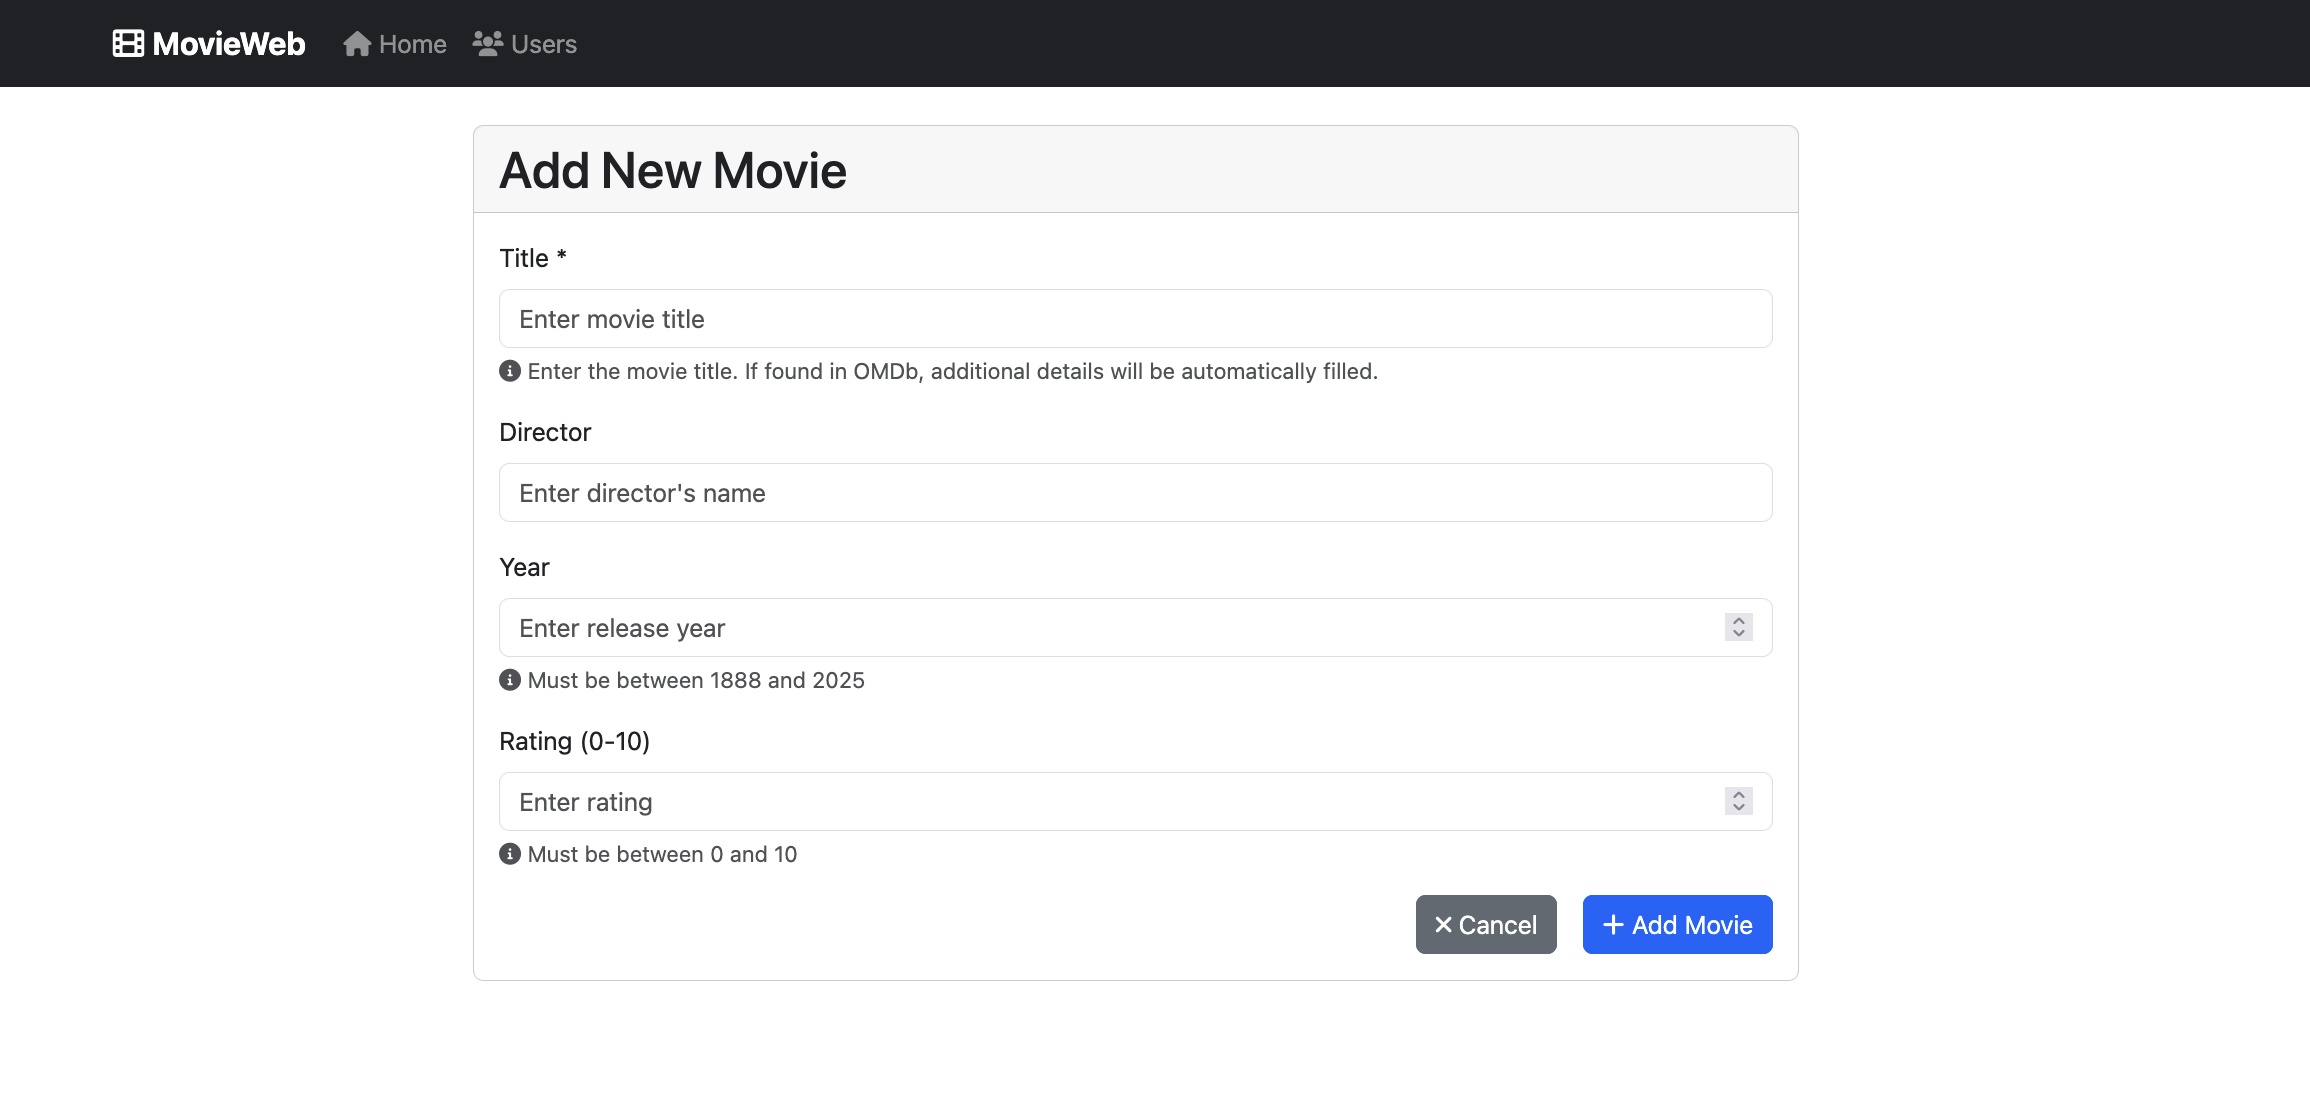 MovieWeb Home Users
Add New Movie
Title *
Enter movie title
Enter the movie title. If found in OMDb, additional details will be automatically filled.
Director
Enter director's name
Year
Enter release year
Must be between 1888 and 2025
Rating (0-10)
Enter rating
Must be between 0 and 10
Cancel Add Movie